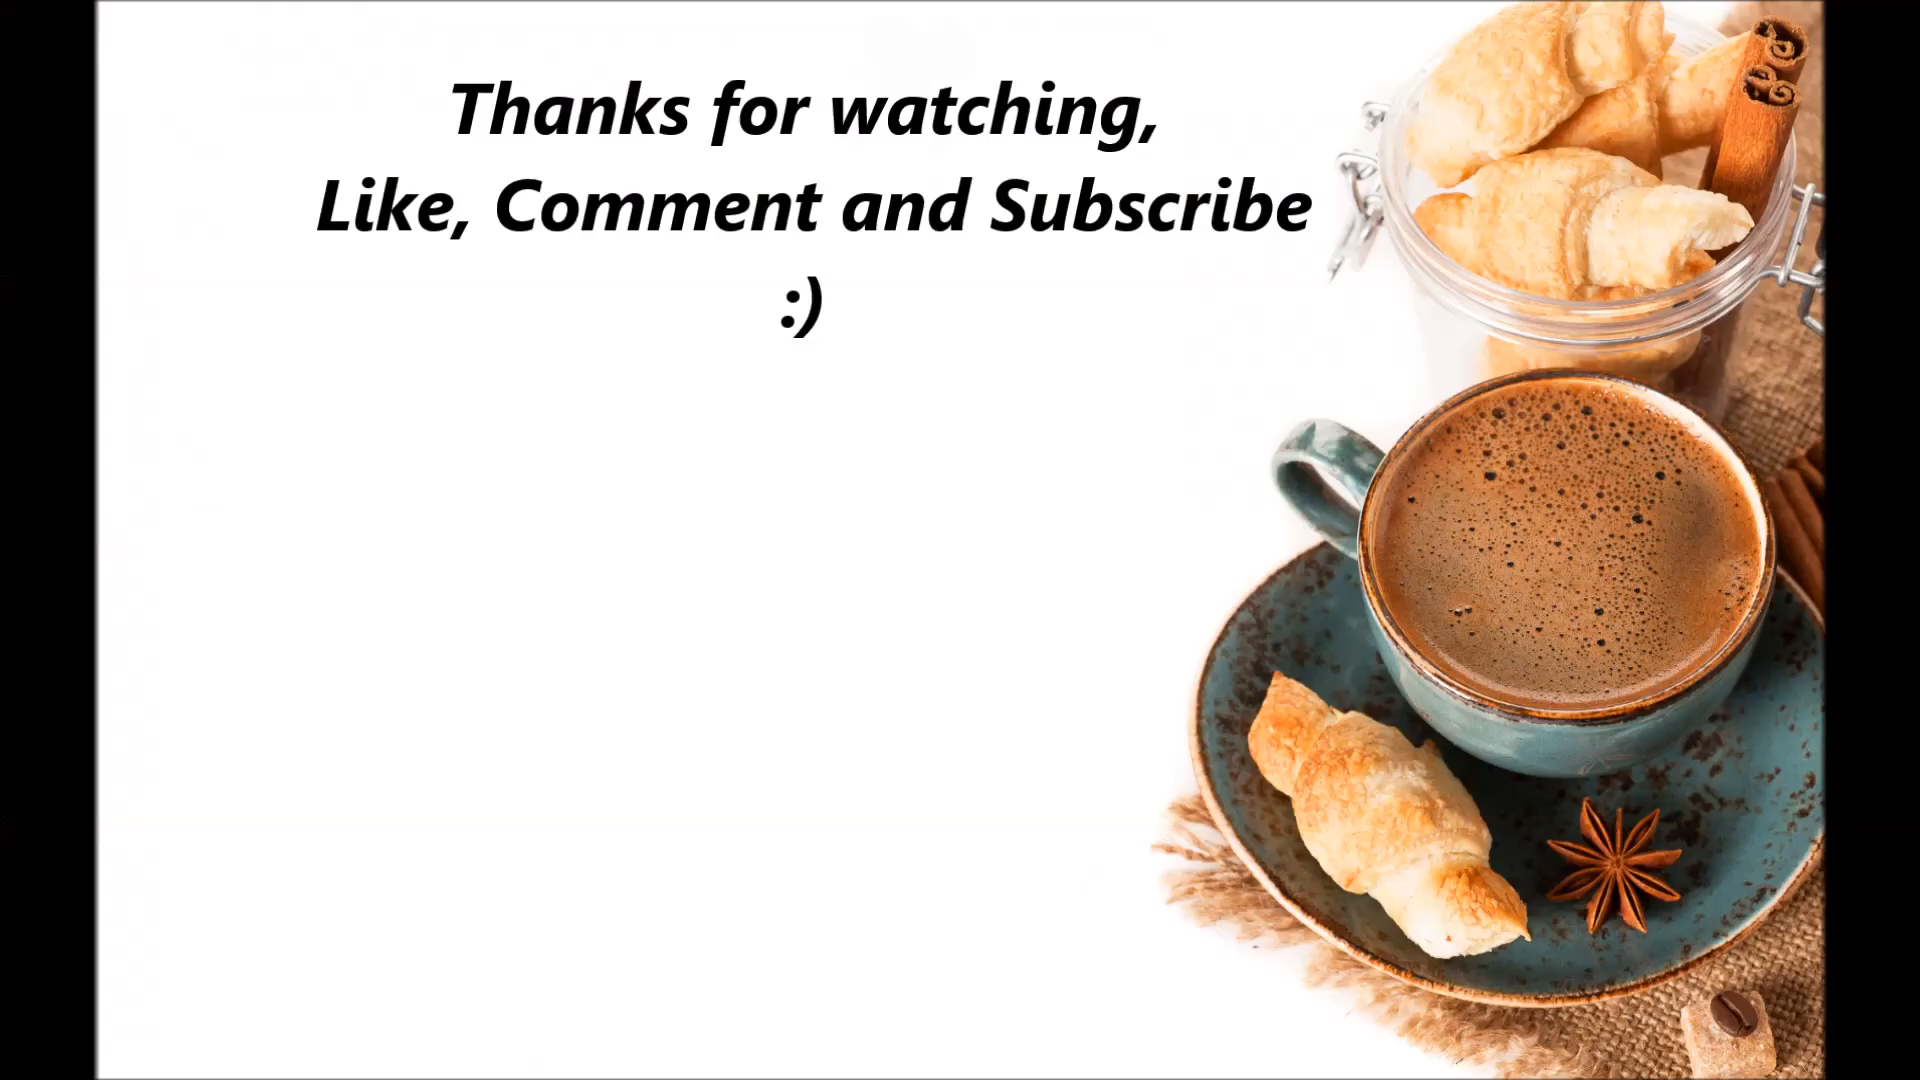 Thanks for watching,
Like, Comment and Subscribe
:)